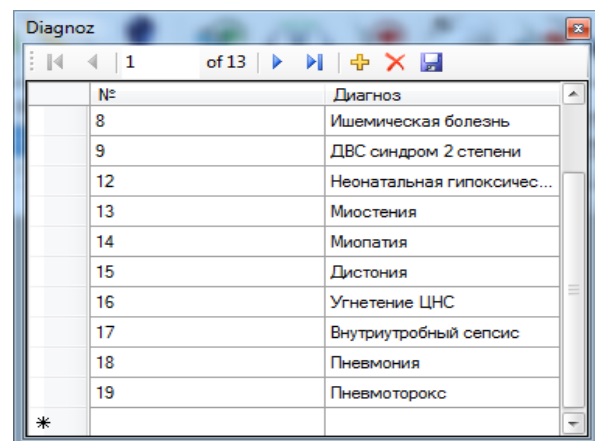 Diagnoz
1 of 13
№ Диагноз
8 Ишемическая болезнь
9 ДВС синдром 2 степени
12 Неонатальная гипоксичес...
13 Миостения
14 Миопатия
15 Дистония
16 Угнетение ЦНС
17 Внутриутробный сепсис
18 Пневмония
19 Пневмоторокс